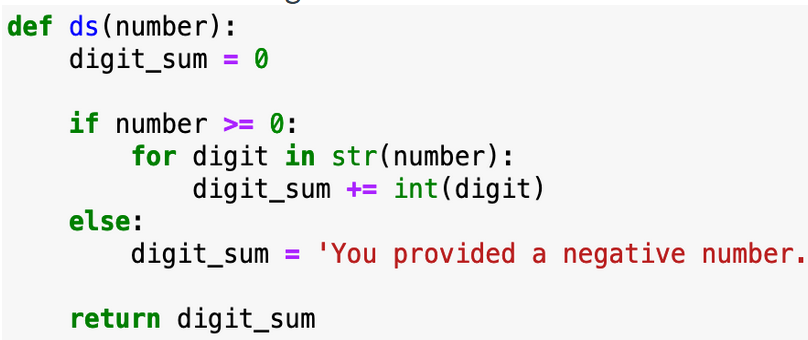 def ds(number):
    digit_sum = 0
    if number >= 0:
        for digit in str(number):
            digit_sum += int(digit)
    else:
        digit_sum = 'You provided a negative number.
    return digit_sum